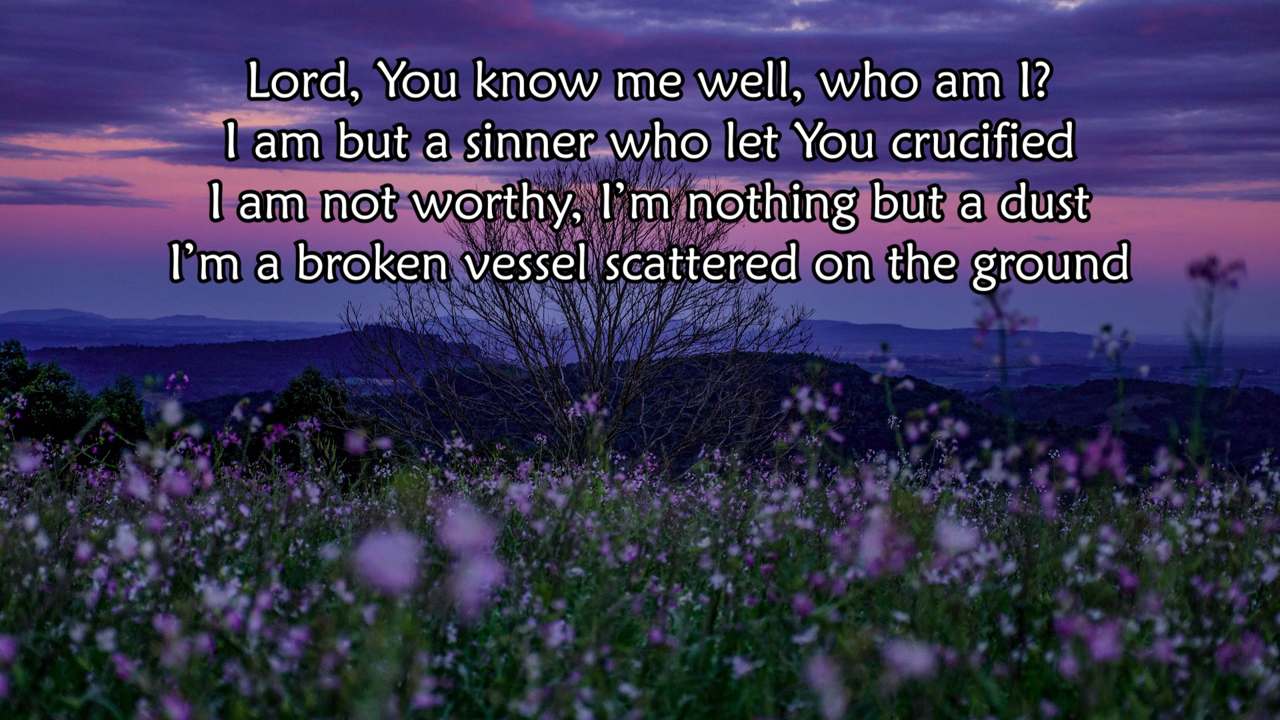 Lord, You know me well, who am I?
I am but a sinner who let You crucified
I am not worthy, I’m nothing but a dust
I’m a broken vessel scattered on the ground